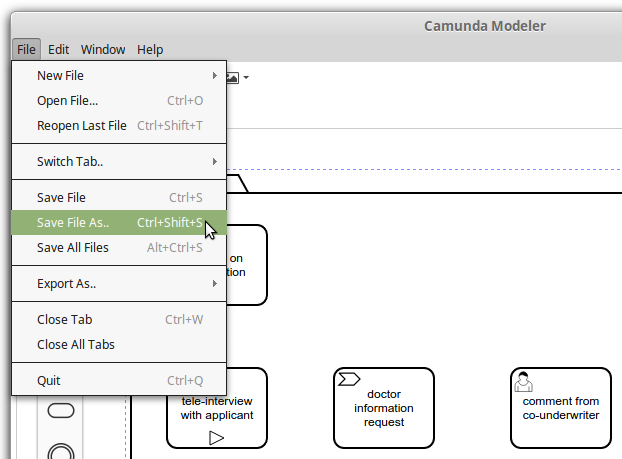 Camunda Modeler
File Edit Window Help
New File
Open File... Ctrl+O
Reopen Last File Ctrl+Shift+T
Switch Tab..
Save File Ctrl+S
Save File As.. Ctrl+Shift+S
Save All Files Alt+Ctrl+S
Export As..
Close Tab Ctrl+W
Close All Tabs
Quit Ctrl+Q
on
tele-interview
with applicant
doctor
information
request
comment from
co-underwriter